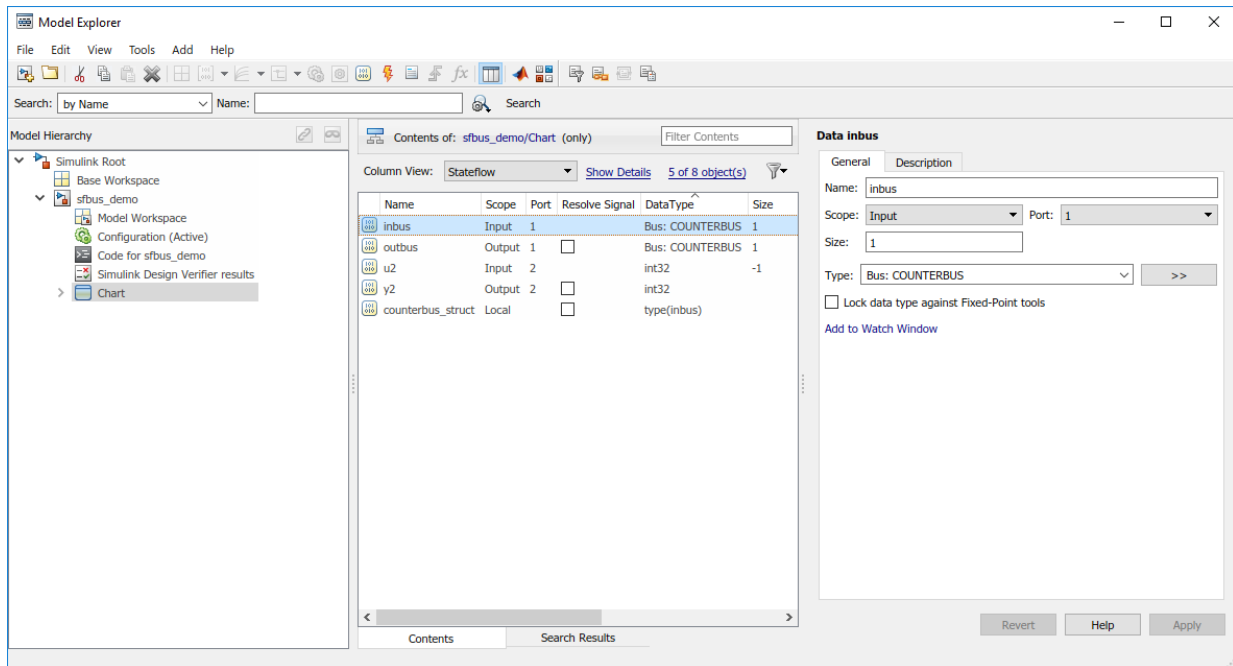 Model Explorer
File Edit View Tools Add Help
Search: by Name Name: Search
Model Hierarchy
Simulink Root
Base Workspace
sfbus_demo
Model Workspace
Configuration (Active)
Code for sfbus_demo
Simulink Design Verifier results
Chart
Contents of: sfbus_demo/Chart (only) Filter Contents
Column View: Stateflow Show Details 5 of 8 object(s)
Name Scope Port Resolve Signal DataType Size
inbus Input 1 Bus: COUNTERBUS 1
outbus Output 1 Bus: COUNTERBUS 1
u2 Input 2 int32 -1
y2 Output 2 int32
counterbus_struct Local type(inbus)
Contents Search Results
Data inbus
General Description
Name: inbus
Scope: Input Port: 1
Size: 1
Type: Bus: COUNTERBUS >>
Lock data type against Fixed-Point tools
Add to Watch Window
Revert Help Apply